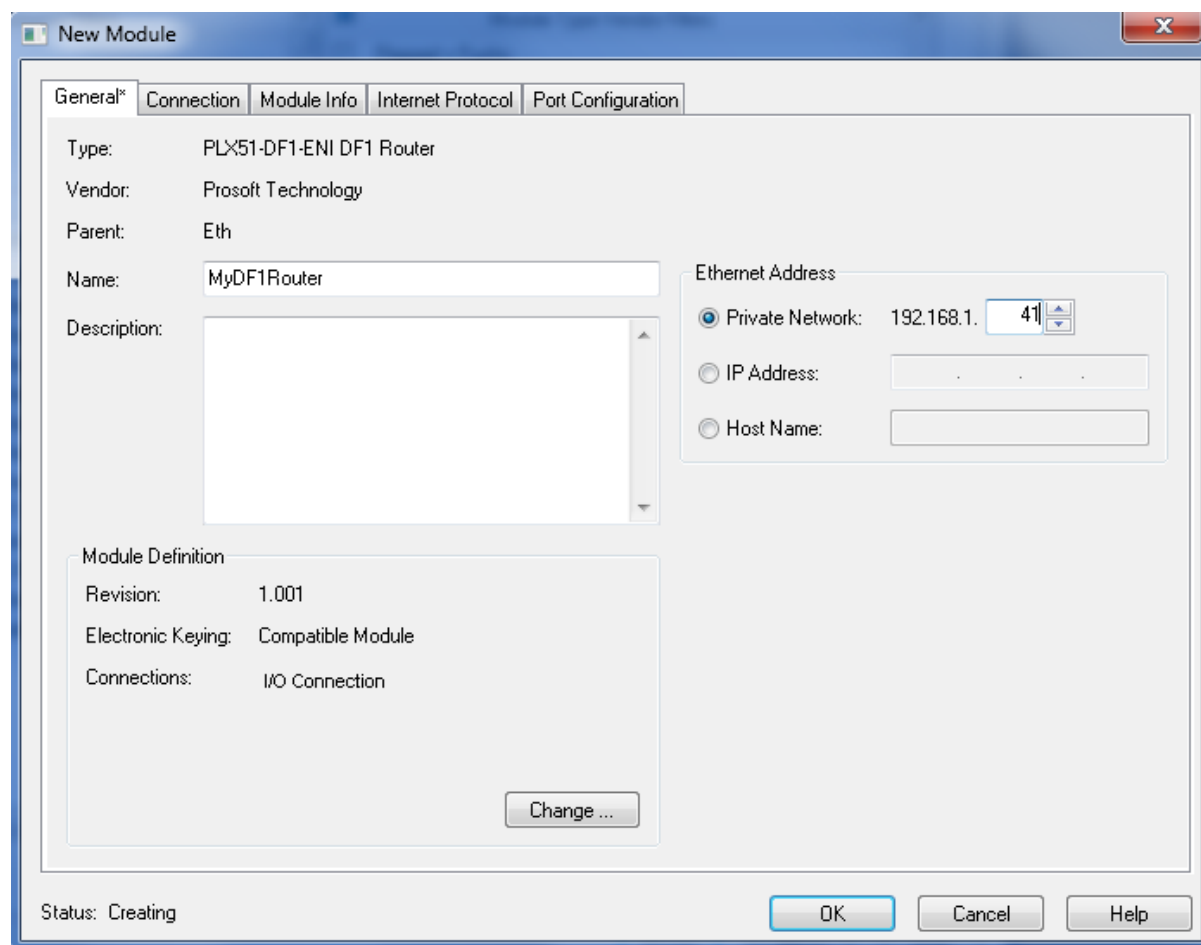 New Module
General* Connection Module Info Internet Protocol Port Configuration
Type: PLX51-DF1-ENI DF1 Router
Vendor: Prosoft Technology
Parent: Eth
Name: MyDF1Router
Description:
Ethernet Address
Private Network: 192.168.1. 41
IP Address: . . .
Host Name:
Module Definition
Revision: 1.001
Electronic Keying: Compatible Module
Connections: I/O Connection
Change ...
Status: Creating
OK Cancel Help